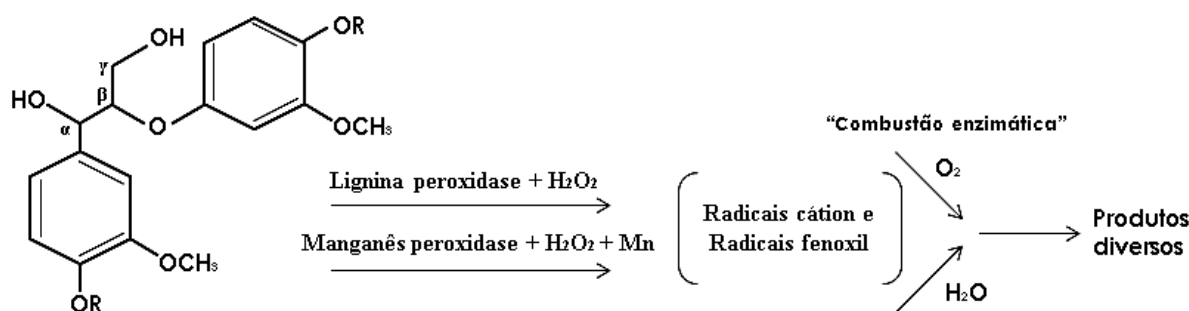 OH
OR
γ
HO
β
α
O
OCH₃
OCH₃
OR
Lignina peroxidase + H₂O₂
Manganês peroxidase + H₂O₂ + Mn
Radicais cátion e
Radicais fenoxil
“Combustão enzimática”
O₂
H₂O
Produtos
diversos